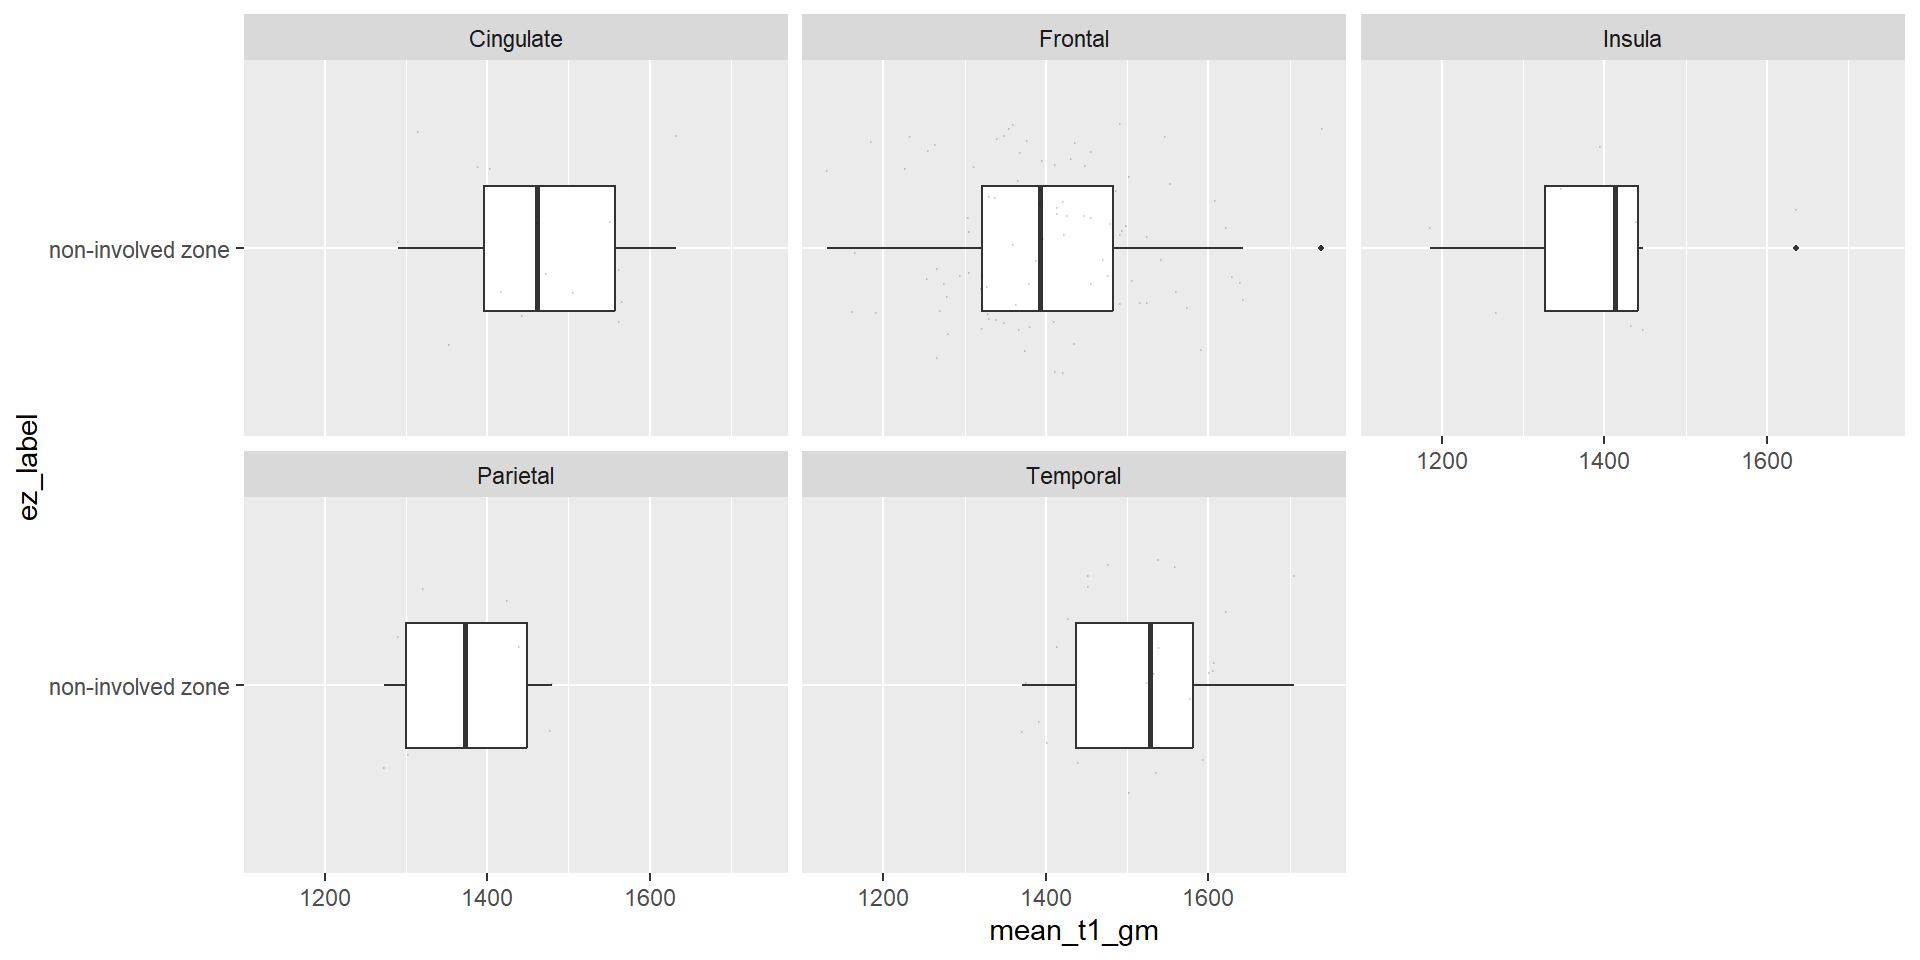 Cingulate
Frontal
Insula
non-involved zone
1200 1400 1600
Parietal
Temporal
non-involved zone
1200 1400 1600
1200 1400 1600
mean_t1_gm
ez_label